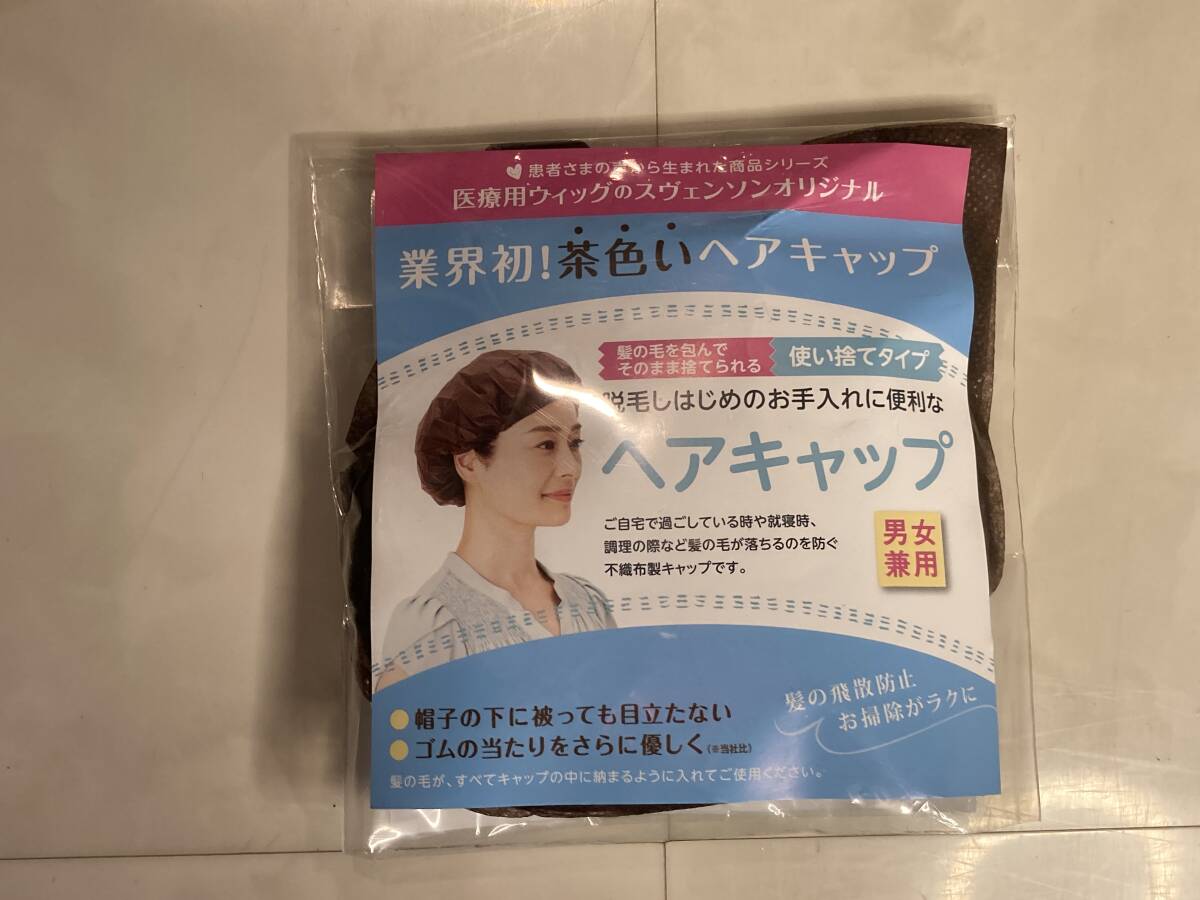 患者さまの声から生まれた商品シリーズ
医療用ウィッグのスヴェンソンオリジナル
業界初!茶色いヘアキャップ
髪の毛を包んで
そのまま捨てられる
使い捨てタイプ
脱毛しはじめのお手入れに便利な
ヘアキャップ
ご自宅で過ごしている時や就寝時、
調理の際など髪の毛が落ちるのを防ぐ
不織布製キャップです。
男女
兼用
髪の飛散防止
お掃除がラクに
帽子の下に被っても目立たない
ゴムの当たりをさらに優しく(※当社比)
髪の毛が、すべてキャップの中に納まるように入れてご使用ください。